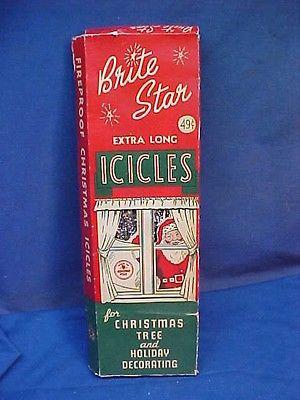 Brite
Star
49¢
EXTRA LONG
ICICLES
for
CHRISTMAS
TREE
and
HOLIDAY
DECORATING
FIREPROOF CHRISTMAS ICICLES